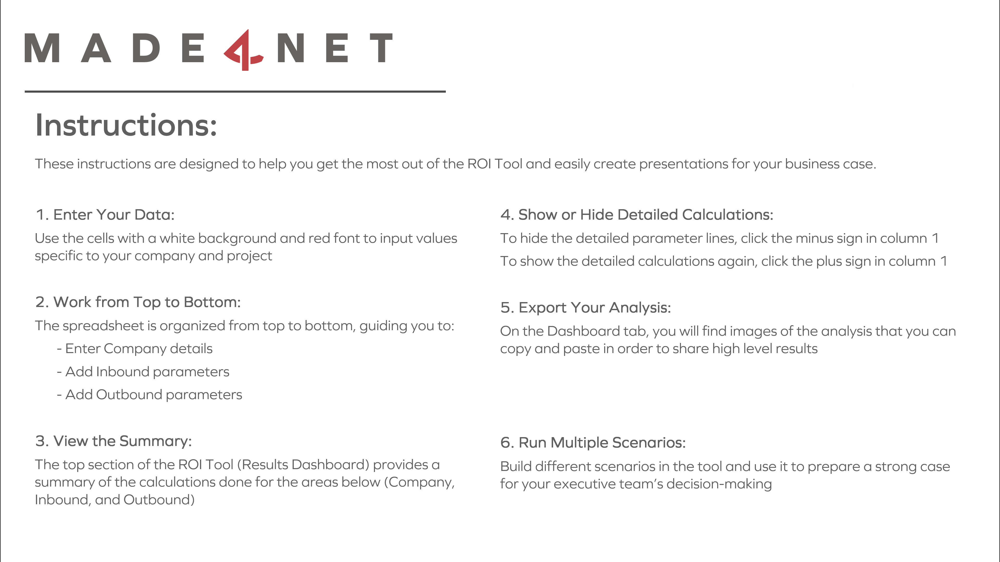 MADE4NET
Instructions:
These instructions are designed to help you get the most out of the ROI Tool and easily create presentations for your business case.
1. Enter Your Data:
Use the cells with a white background and red font to input values
specific to your company and project
2. Work from Top to Bottom:
The spreadsheet is organized from top to bottom, guiding you to:
- Enter Company details
- Add Inbound parameters
- Add Outbound parameters
3. View the Summary:
The top section of the ROI Tool (Results Dashboard) provides a
summary of the calculations done for the areas below (Company,
Inbound, and Outbound)
4. Show or Hide Detailed Calculations:
To hide the detailed parameter lines, click the minus sign in column 1
To show the detailed calculations again, click the plus sign in column 1
5. Export Your Analysis:
On the Dashboard tab, you will find images of the analysis that you can
copy and paste in order to share high level results
6. Run Multiple Scenarios:
Build different scenarios in the tool and use it to prepare a strong case
for your executive team’s decision-making